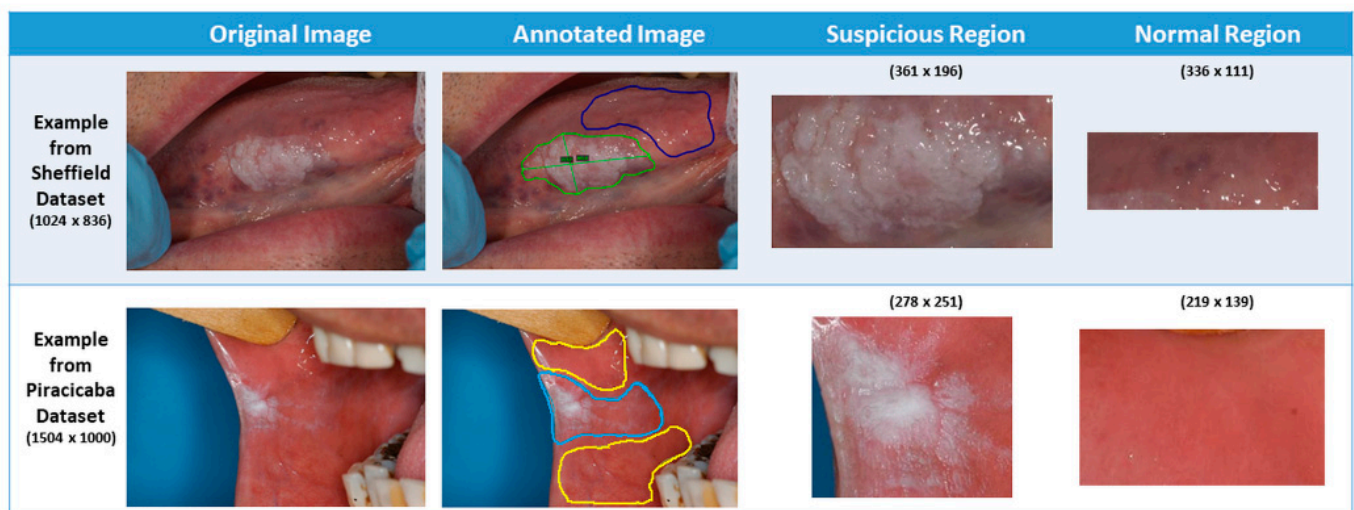 Original Image
Annotated Image
Suspicious Region
Normal Region
Example
from
Sheffield
Dataset
(1024 x 836)
(361 x 196)
(336 x 111)
Example
from
Piracicaba
Dataset
(1504 x 1000)
(278 x 251)
(219 x 139)